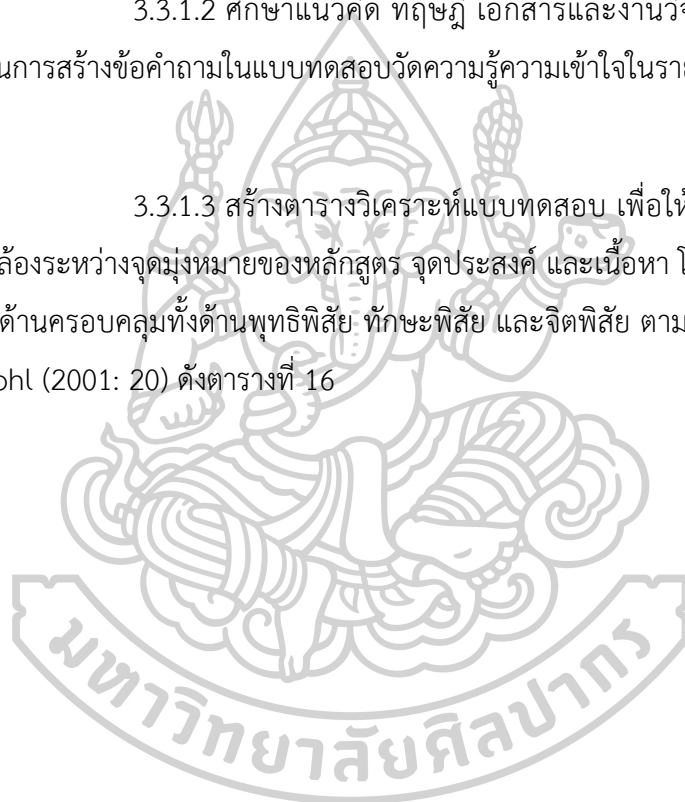 3.3.1.2 ศึกษาแนวคิด ทฤษฎี เอกสารและงานวิจ
นการสร้างข้อคำถามในแบบทดสอบวัดความรู้ความเข้าใจในราย
3.3.1.3 สร้างตารางวิเคราะห์แบบทดสอบ เพื่อให้
ล้องระหว่างจุดมุ่งหมายของหลักสูตร จุดประสงค์ และเนื้อหา โ
ด้านครอบคลุมทั้งด้านพุทธิพิสัย ทักษะพิสัย และจิตพิสัย ตาม
ohl (2001: 20) ดังตารางที่ 16
มหาวิทยาลัยศิลปากร